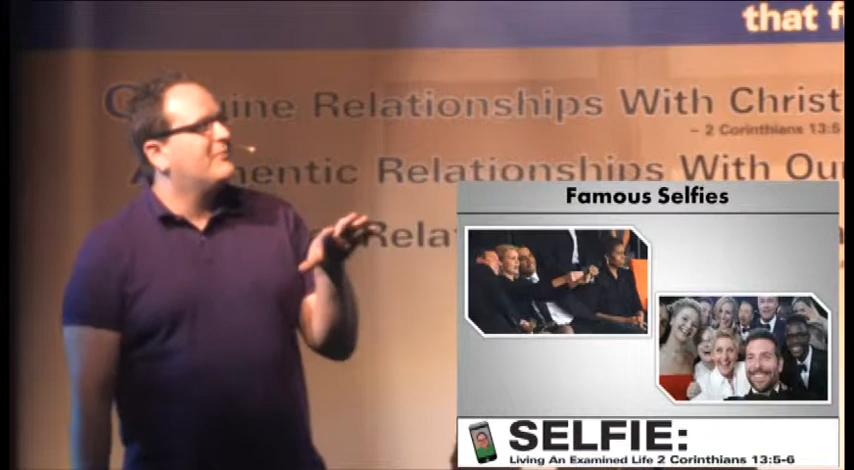 that f
Genuine Relationships With Christ
– 2 Corinthians 13:5
Authentic Relationships With Our
Rela
Famous Selfies
SELFIE:
Living An Examined Life 2 Corinthians 13:5-6